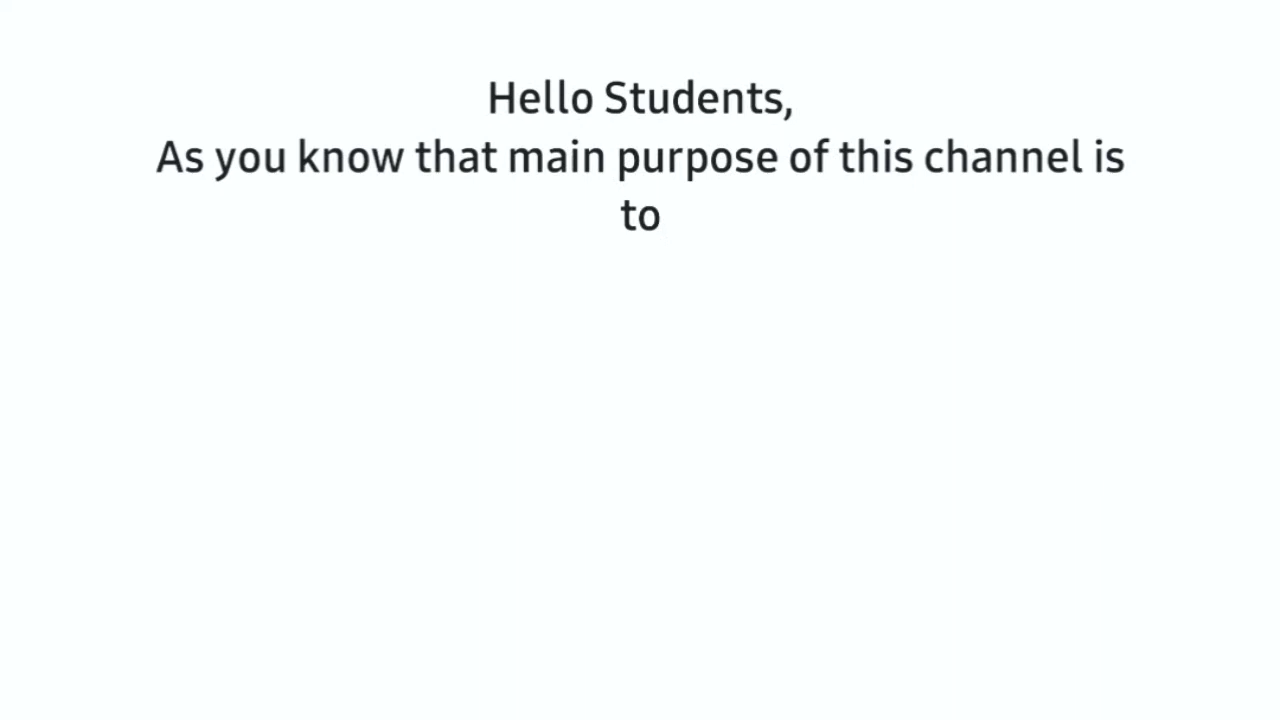 Hello Students,
As you know that main purpose of this channel is
to